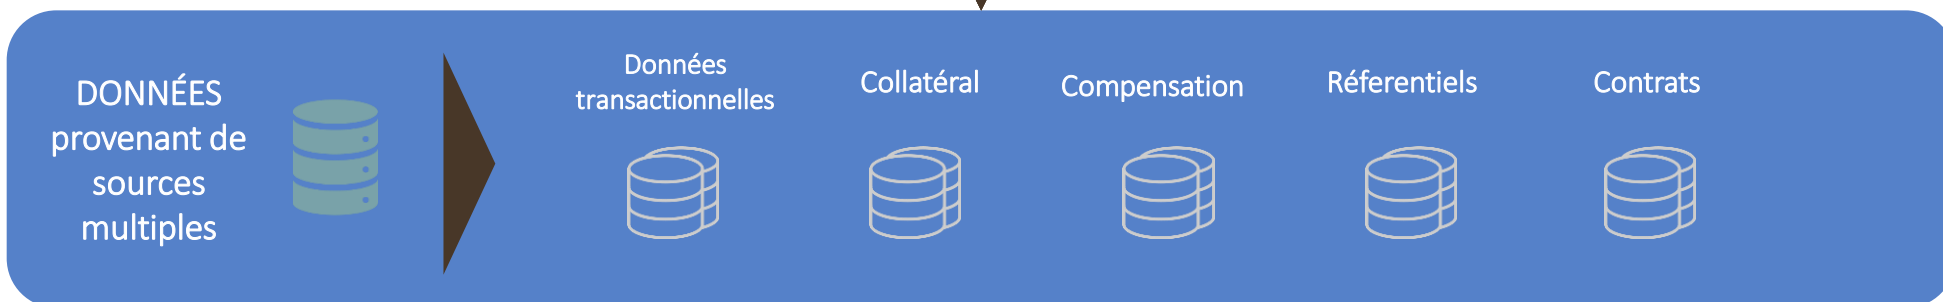 DONNÉES
provenant de
sources
multiples
Données
transactionnelles
Collatéral
Compensation
Réferentiels
Contrats